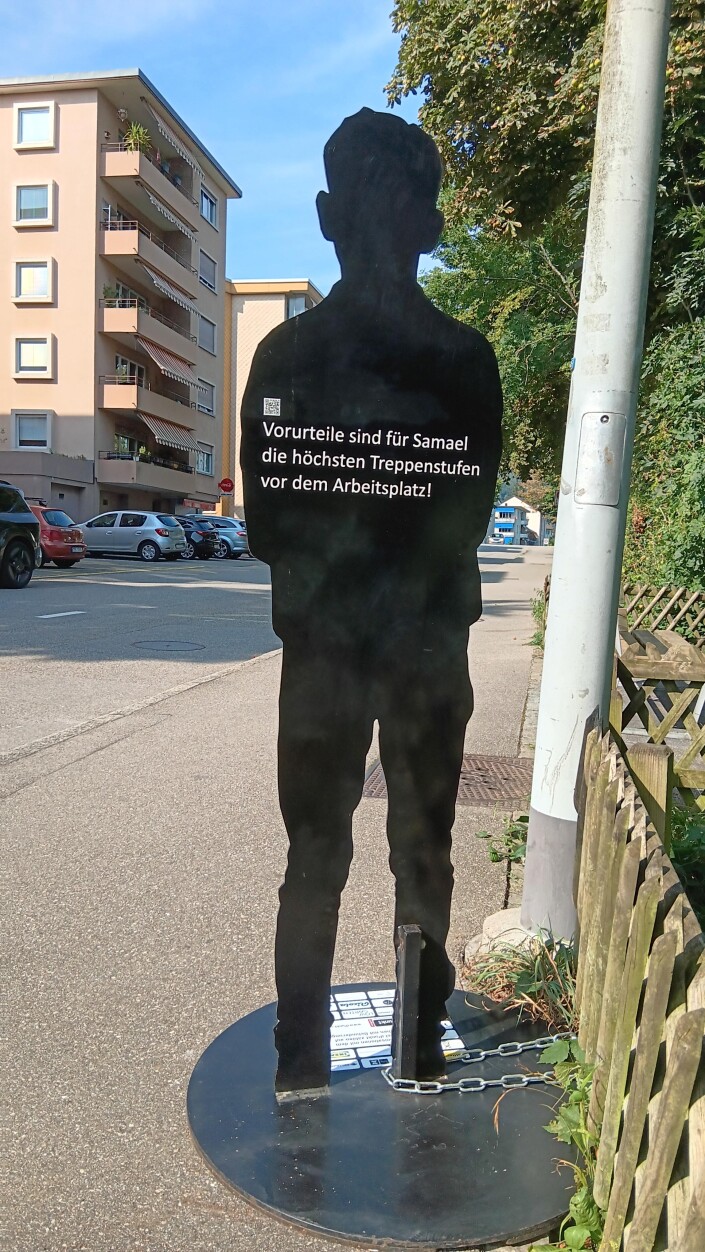 Vorurteile sind für Samael
die höchsten Treppenstufen
vor dem Arbeitsplatz!